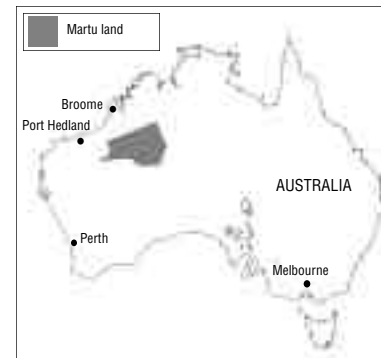 Martu land
Broome
Port Hedland
AUSTRALIA
Perth
Melbourne